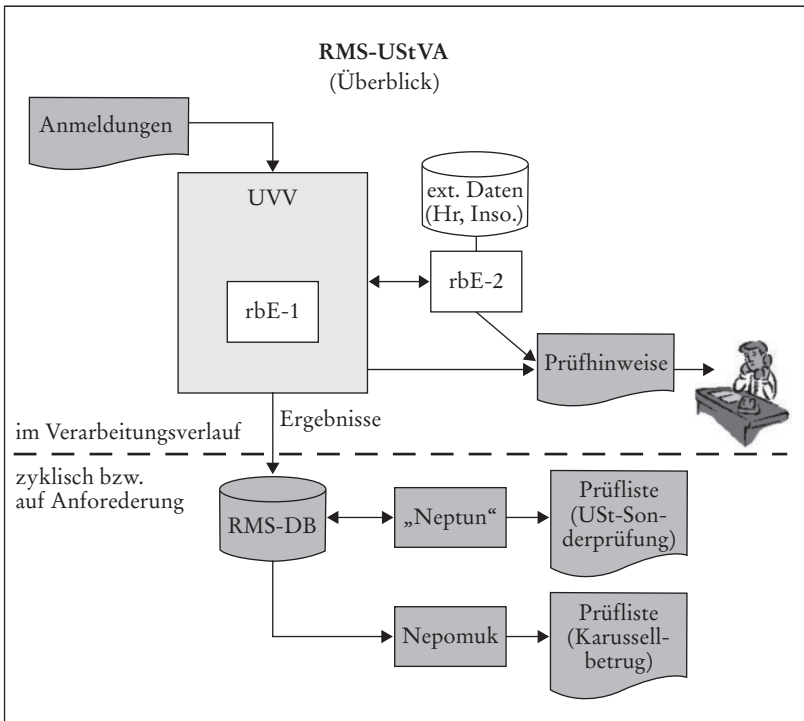 RMS-UStVA
(Überblick)
Anmeldungen
UVV
ext. Daten
(Hr, Inso.)
rbE-1
rbE-2
Prüfhinweise
Ergebnisse
im Verarbeitungsverlauf
zyklisch bzw.
auf Anforederung
RMS-DB
„Neptun“
Prüfliste
(USt-Son-
derprüfung)
Nepomuk
Prüfliste
(Karussell-
betrug)